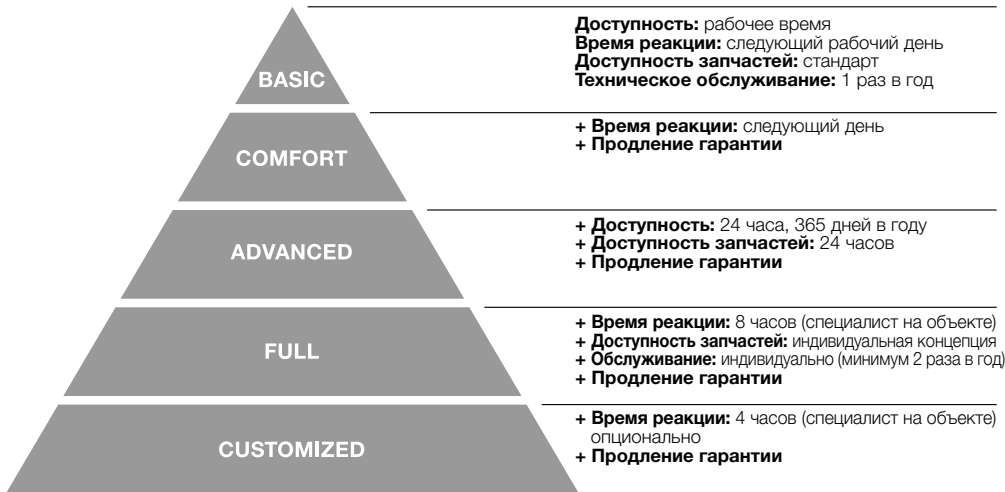 BASIC
Доступность: рабочее время
Время реакции: следующий рабочий день
Доступность запчастей: стандарт
Техническое обслуживание: 1 раз в год
COMFORT
+ Время реакции: следующий день
+ Продление гарантии
ADVANCED
+ Доступность: 24 часа, 365 дней в году
+ Доступность запчастей: 24 часов
+ Продление гарантии
FULL
+ Время реакции: 8 часов (специалист на объекте)
+ Доступность запчастей: индивидуальная концепция
+ Обслуживание: индивидуально (минимум 2 раза в год)
+ Продление гарантии
CUSTOMIZED
+ Время реакции: 4 часов (специалист на объекте)
опционально
+ Продление гарантии